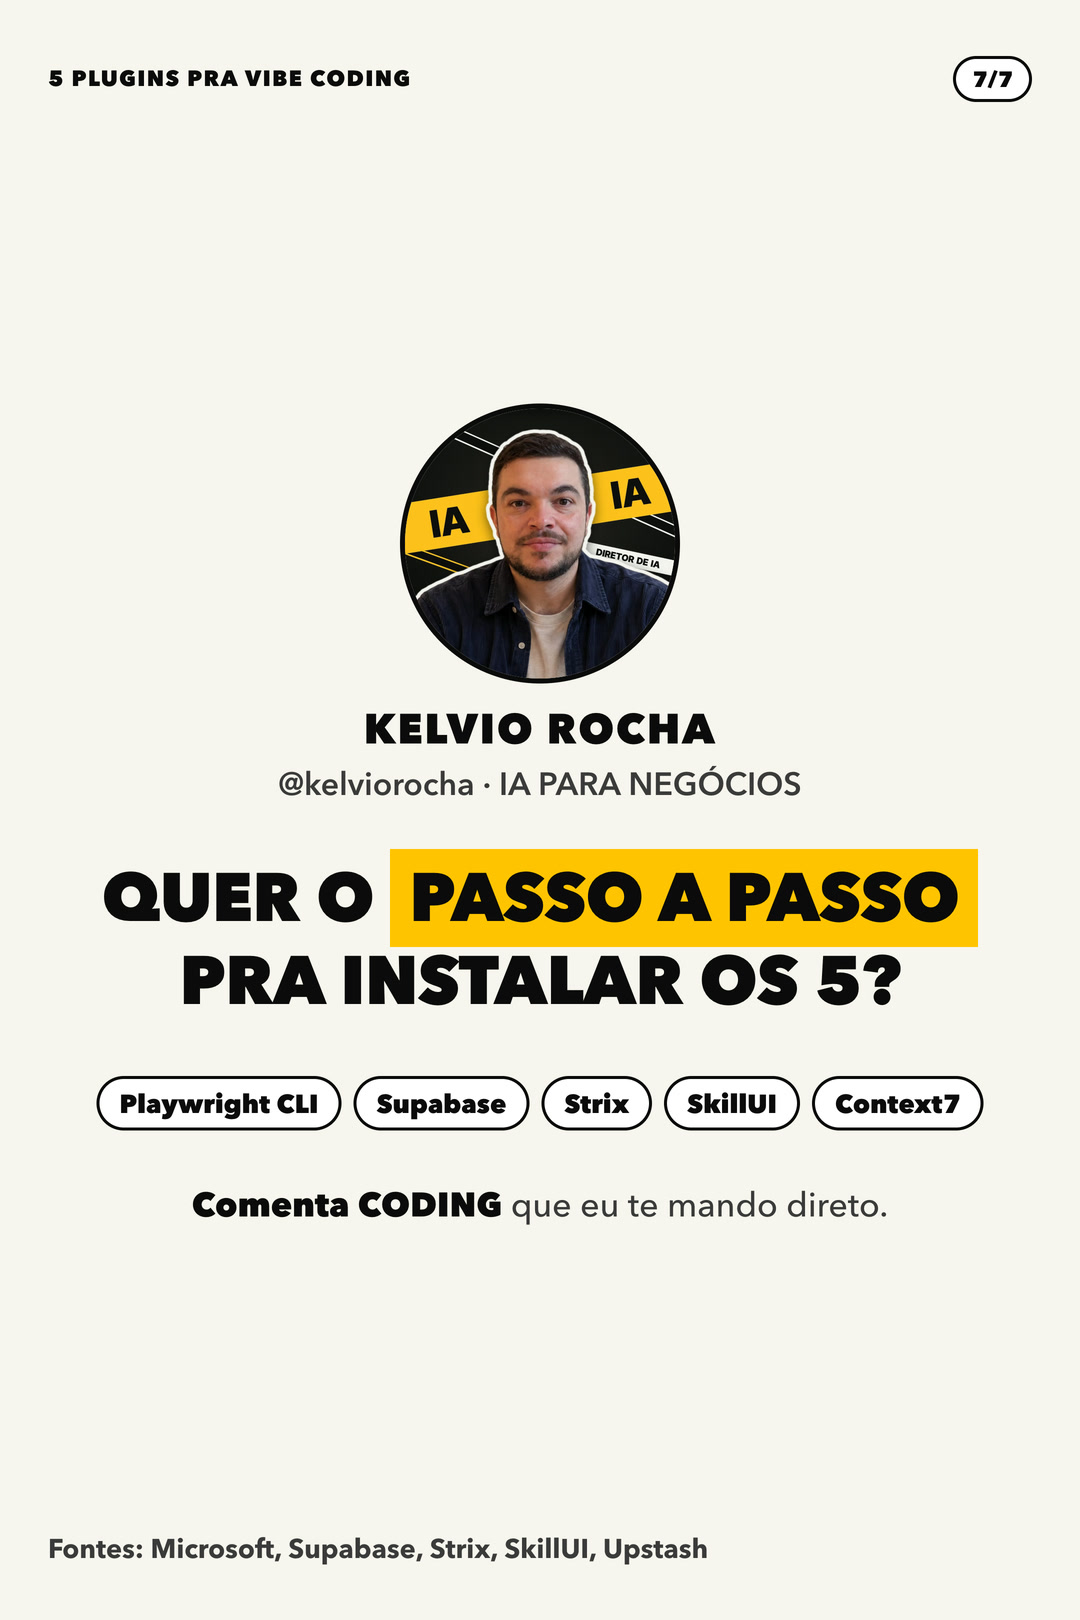 5 PLUGINS PRA VIBE CODING
7/7
IA
IA
DIRETOR DE IA
KELVIO ROCHA
@kelviorocha · IA PARA NEGÓCIOS
QUER O PASSO A PASSO
PRA INSTALAR OS 5?
Playwright CLI Supabase Strix SkillUI Context7
Comenta CODING que eu te mando direto.
Fontes: Microsoft, Supabase, Strix, SkillUI, Upstash